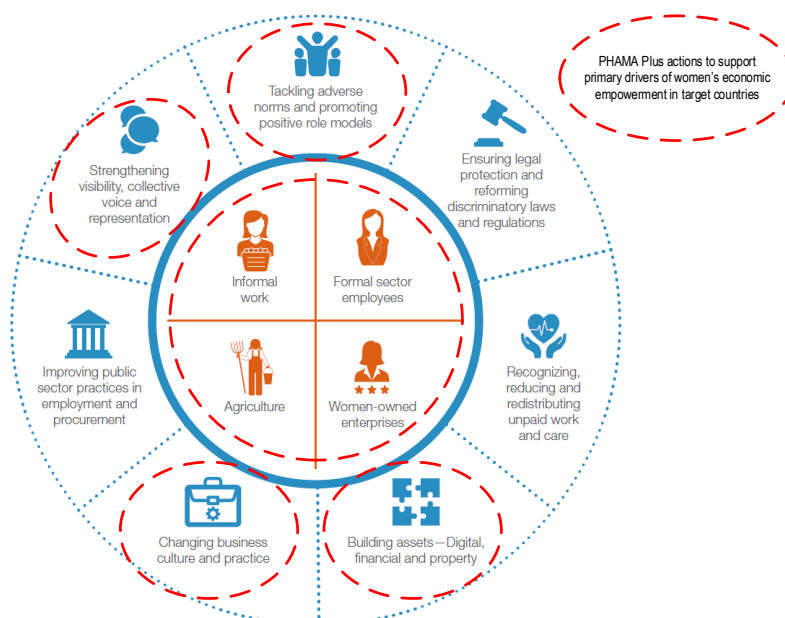 Tackling adverse
norms and promoting
positive role models
PHAMA Plus actions to support
primary drivers of women's economic
empowerment in target countries
Strengthening
visibility, collective
voice and
representation
Ensuring legal
protection and
reforming
discriminatory laws
and regulations
Informal
work
Formal sector
employees
Improving public
sector practices in
employment and
procurement
Agriculture
Women-owned
enterprises
Recognizing,
reducing and
redistributing
unpaid work
and care
Changing business
culture and practice
Building assets—Digital,
financial and property